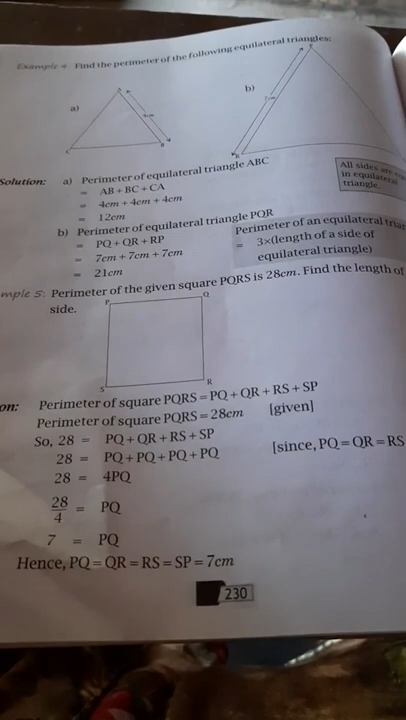 Example 4 Find the perimeter of the following equilateral triangles:
a)
b)
4cm
7cm
C
B
P
R
Solution: a) Perimeter of equilateral triangle ABC
= AB + BC + CA
= 4cm + 4cm + 4cm
= 12cm
All sides are
in equilateral
triangle.
b) Perimeter of equilateral triangle PQR
= PQ + QR + RP
= 7cm + 7cm + 7cm
= 21cm
Perimeter of an equilateral
= 3×(length of a side of
equilateral triangle)
mple 5: Perimeter of the given square PQRS is 28cm. Find the length of
side.
P
Q
S
R
on: Perimeter of square PQRS = PQ + QR + RS + SP
Perimeter of square PQRS = 28cm [given]
So, 28 = PQ + QR + RS + SP
28 = PQ + PQ + PQ + PQ [since, PQ = QR = RS
28 = 4PQ
28/4 = PQ
7 = PQ
Hence, PQ = QR = RS = SP = 7cm
230